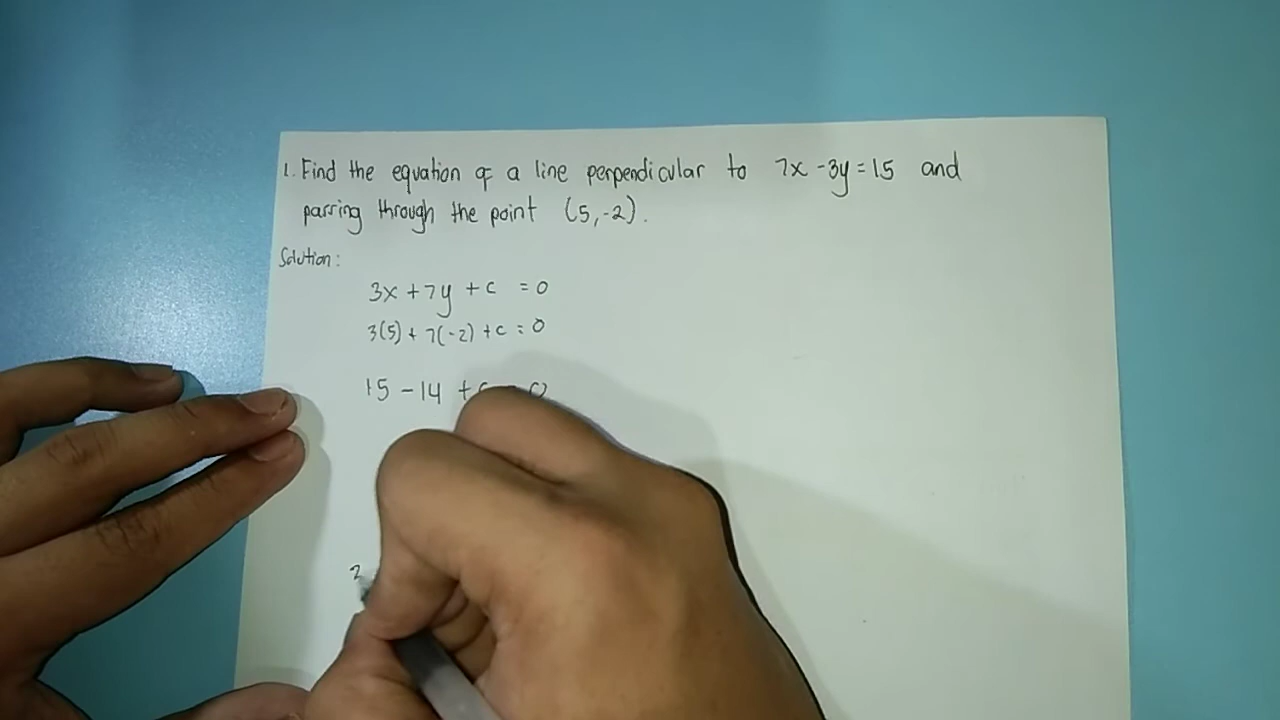 1. Find the equation of a line perpendicular to 7x - 3y = 15 and
passing through the point (5,-2).
Solution:
3x + 7y + c = 0
3(5) + 7(-2) + c = 0
15 - 14 + c = 0